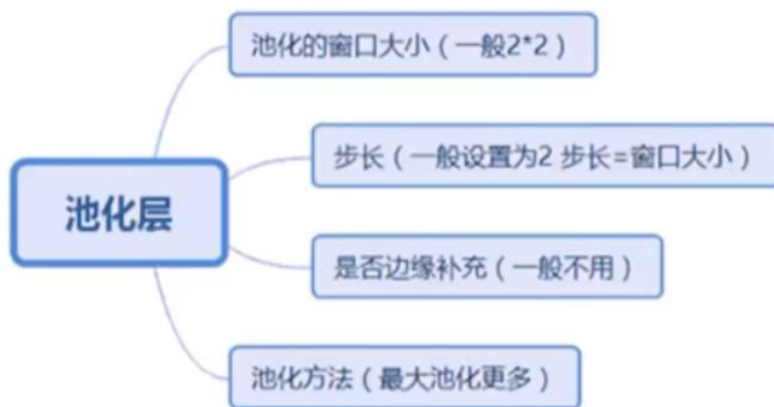 池化的窗口大小（一般2*2）
步长（一般设置为2 步长=窗口大小）
池化层
是否边缘补充（一般不用）
池化方法（最大池化更多）